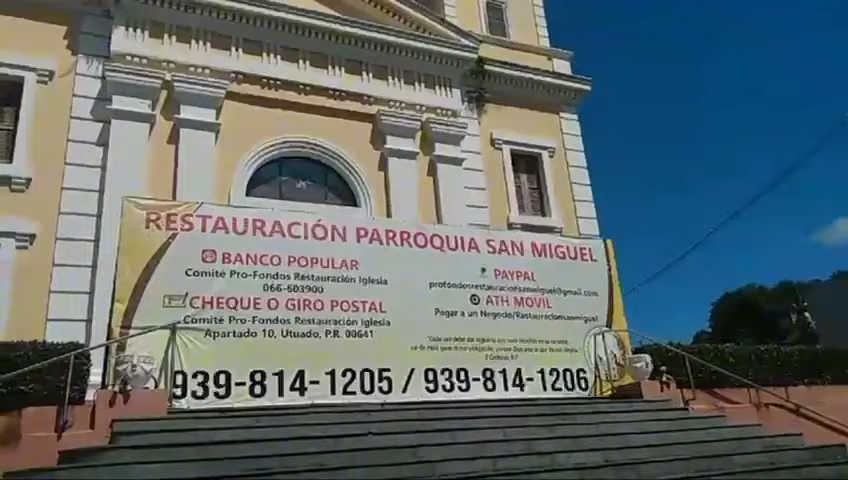 RESTAURACIÓN PARROQUIA SAN MIGUEL
BANCO POPULAR
Comité Pro-Fondos Restauración Iglesia
066-603900
CHEQUE O GIRO POSTAL
Comité Pro-Fondos Restauración Iglesia
Apartado 10, Utuado, P.R. 00641
PAYPAL
profondosrestauracionsanmiguel@gmail.com
ATH MOVIL
Pagar a un Negocio/Restauracionsanmiguel
939-814-1205 / 939-814-1206